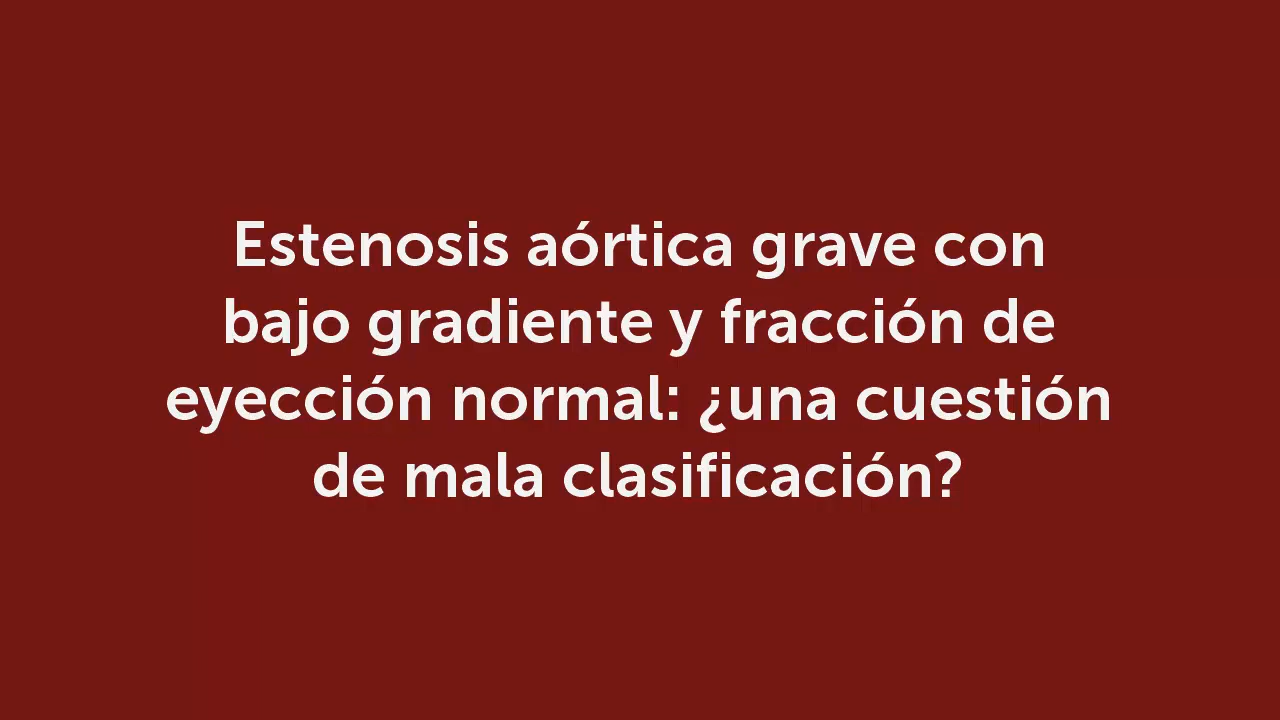 Estenosis aórtica grave con
bajo gradiente y fracción de
eyección normal: ¿una cuestión
de mala clasificación?